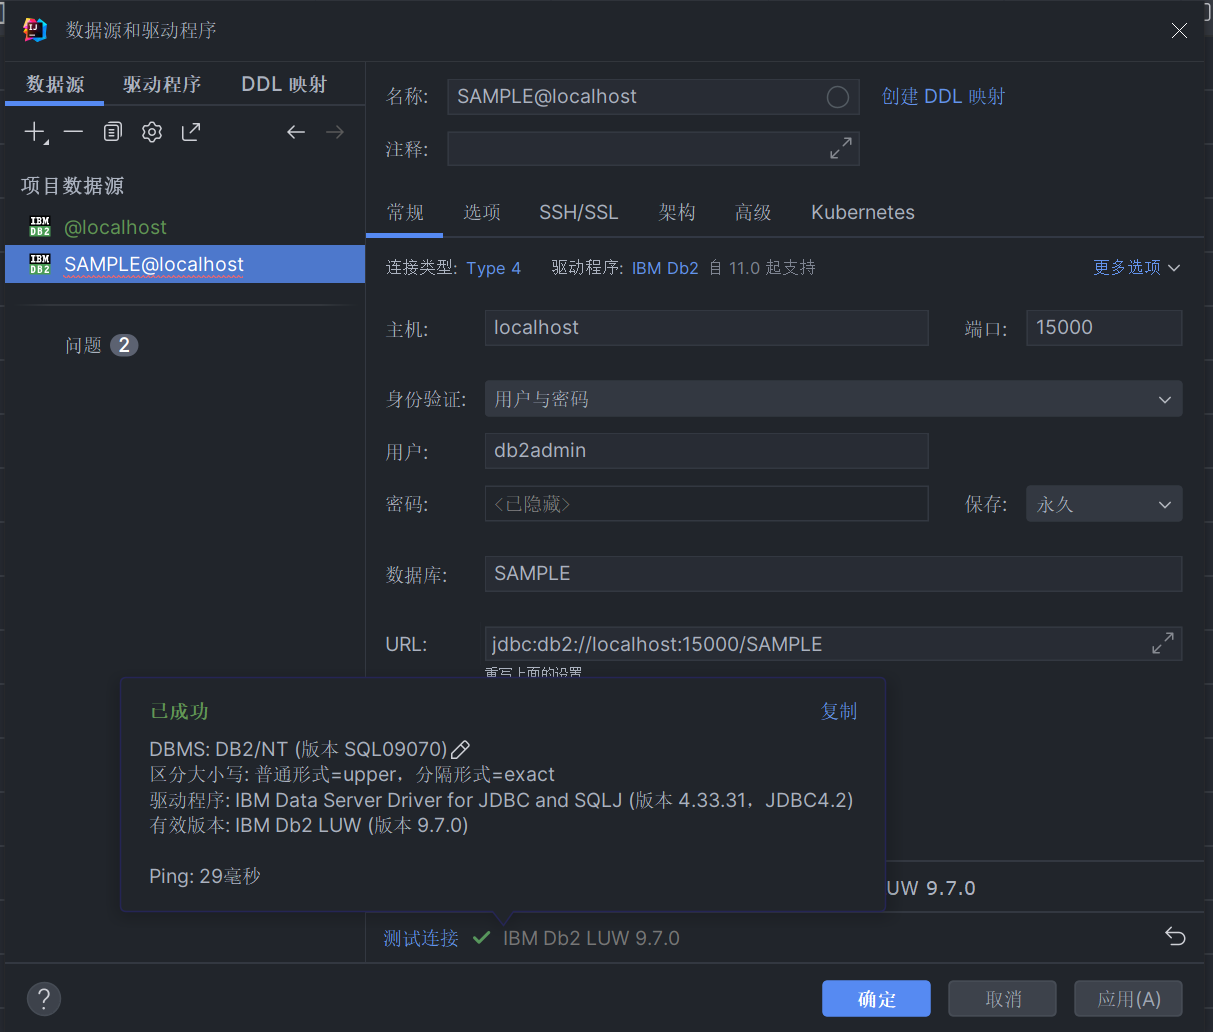 数据源和驱动程序
数据源 驱动程序 DDL 映射
项目数据源
IBM DB2 @localhost
IBM DB2 SAMPLE@localhost
问题 2
名称: SAMPLE@localhost 创建 DDL 映射
注释:
常规 选项 SSH/SSL 架构 高级 Kubernetes
连接类型: Type 4 驱动程序: IBM Db2 自 11.0 起支持 更多选项
主机: localhost 端口: 15000
身份验证: 用户与密码
用户: db2admin
密码: <已隐藏> 保存: 永久
数据库: SAMPLE
URL: jdbc:db2://localhost:15000/SAMPLE
重写上面的设置
已成功 复制
DBMS: DB2/NT (版本 SQL09070)
区分大小写: 普通形式=upper，分隔形式=exact
驱动程序: IBM Data Server Driver for JDBC and SQLJ (版本 4.33.31，JDBC4.2)
有效版本: IBM Db2 LUW (版本 9.7.0)
Ping: 29毫秒
UW 9.7.0
测试连接 IBM Db2 LUW 9.7.0
? 确定 取消 应用(A)